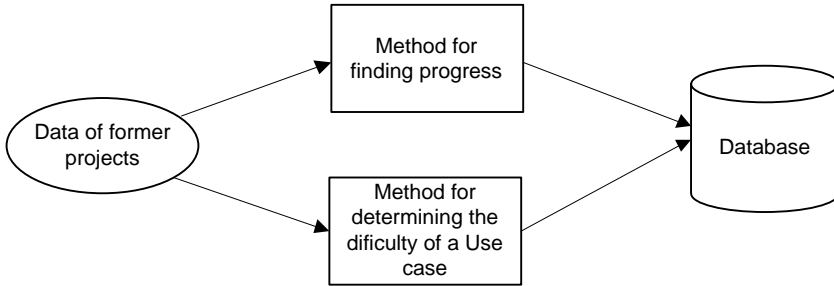 Method for
finding progress
Data of former
projects
Database
Method for
determining the
dificulty of a Use
case